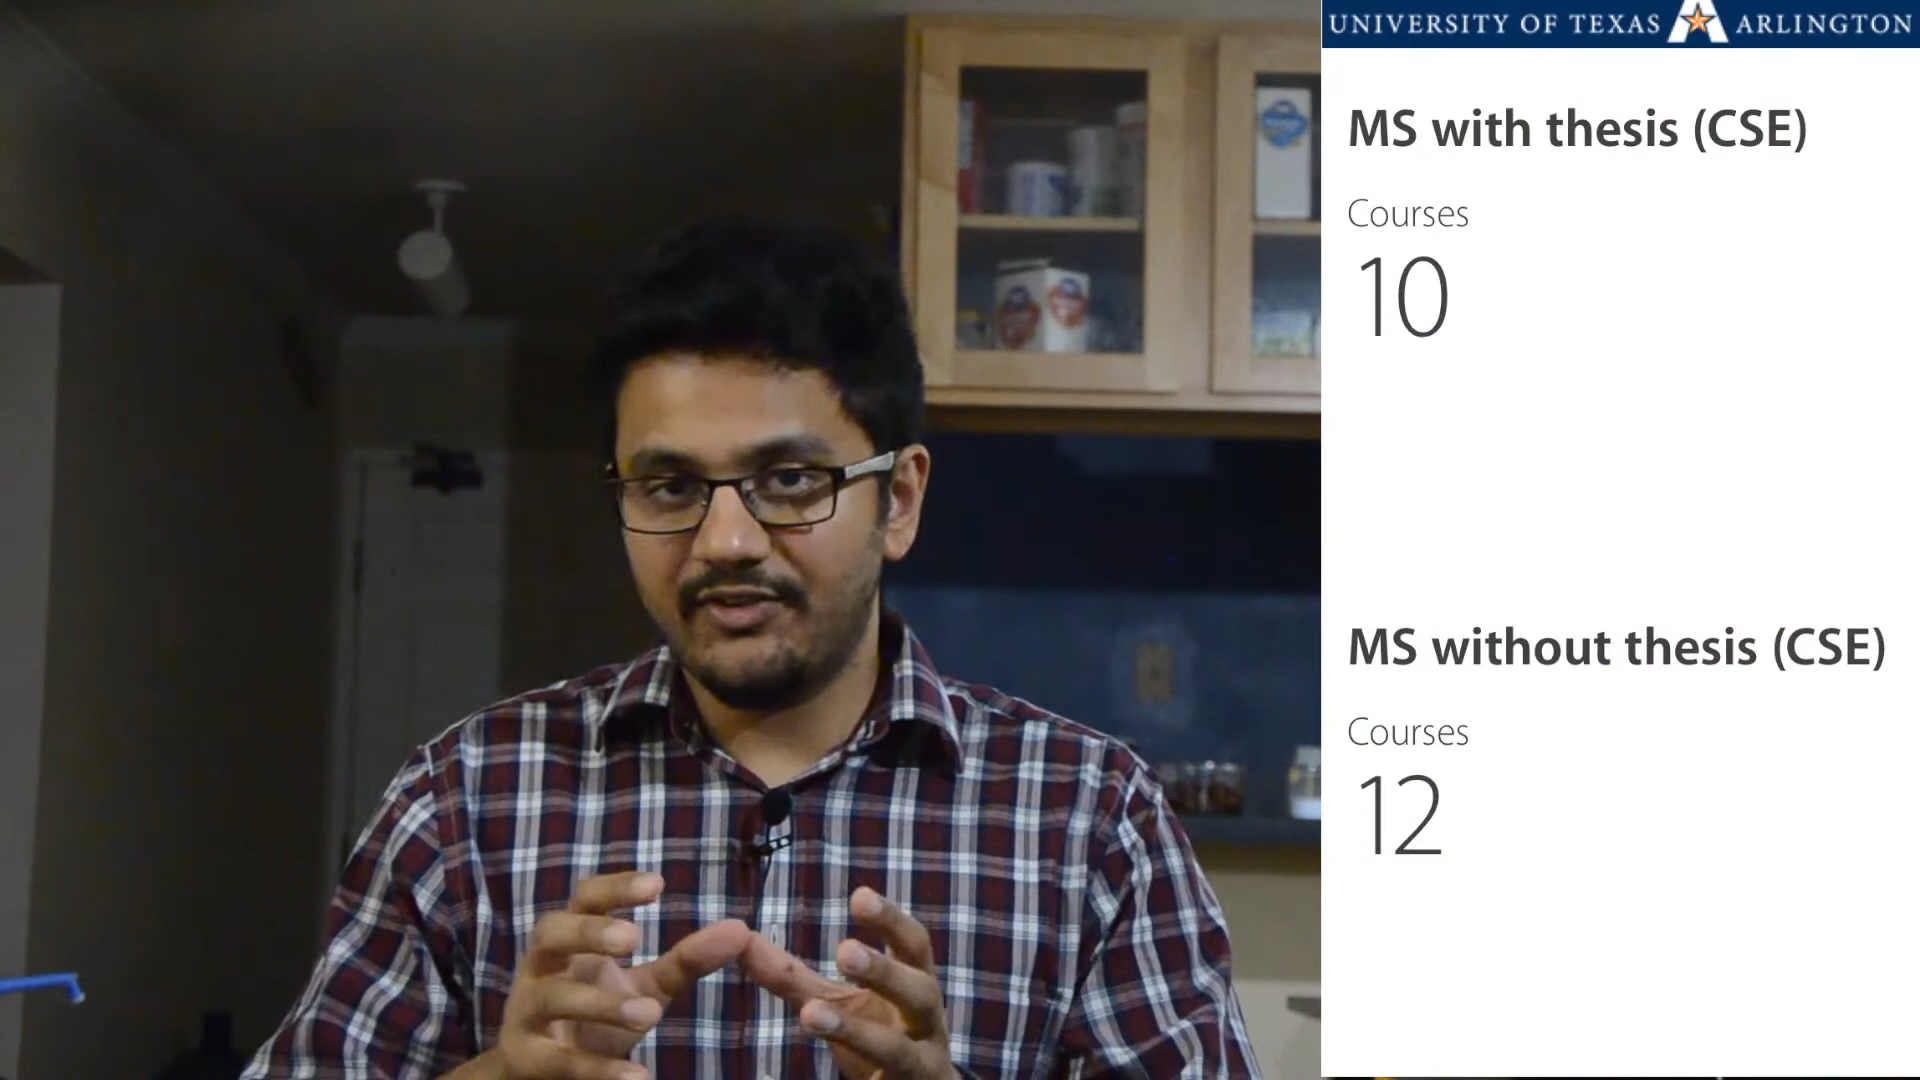 UNIVERSITY OF TEXAS ARLINGTON
MS with thesis (CSE)
Courses
10
MS without thesis (CSE)
Courses
12